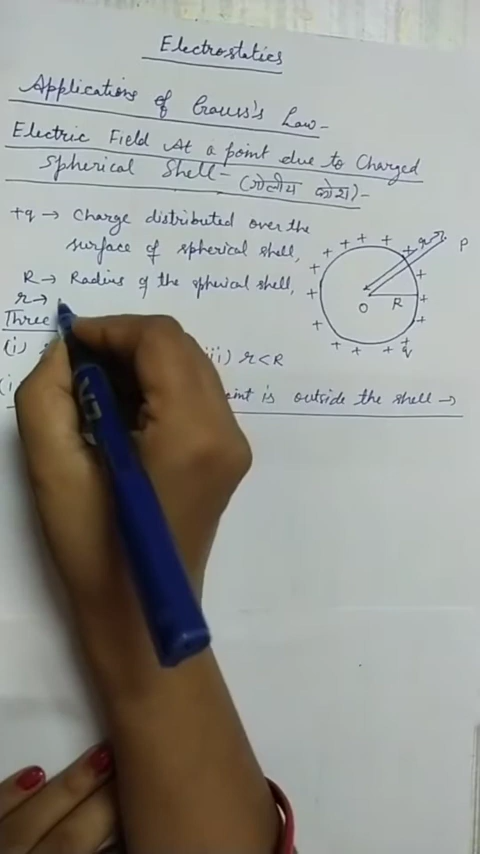 Electrostatics
Applications of Gauss's Law-
Electric Field At a point due to Charged
Spherical Shell- (गोलीय कोश)-
+q → Charge distributed over the
surface of spherical shell,
R → Radius of the spherical shell,
r →
Three
(i) iii) r<R
(i int is outside the shell →
+ + + + + + + + + + + + + + +
r P
O R
q